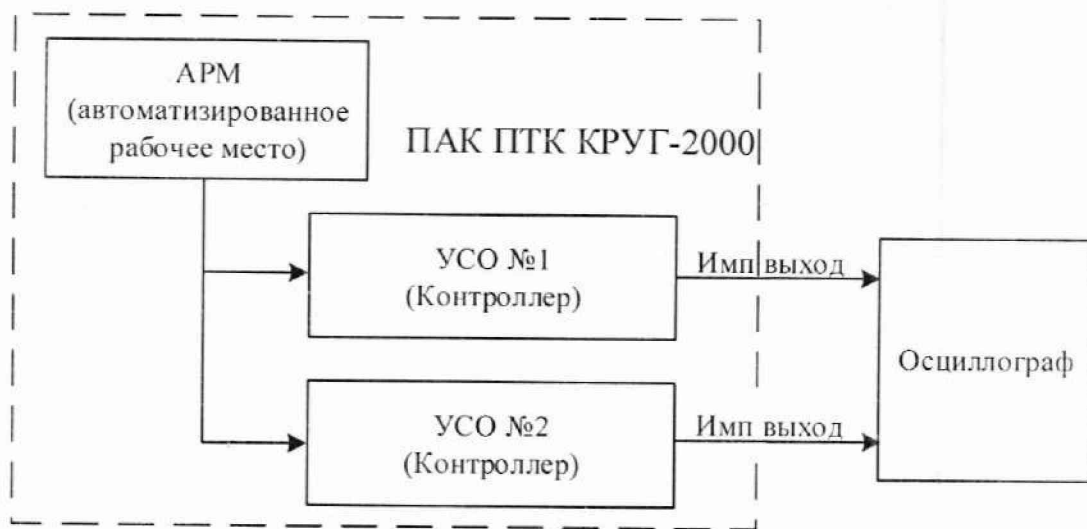 АРМ
(автоматизированное
рабочее место)
ПАК ПТК КРУГ-2000
УСО №1
(Контроллер)
Имп выход
Осциллограф
УСО №2
(Контроллер)
Имп выход